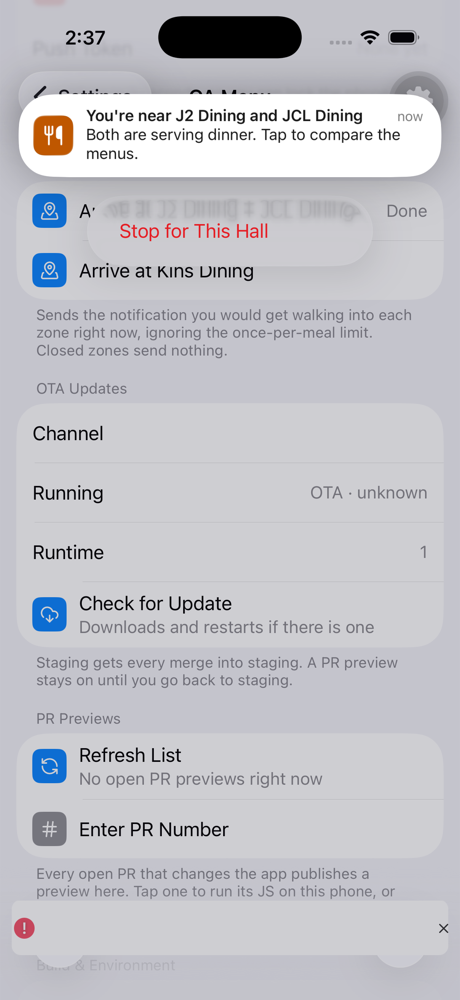 2:37
Settings
QA Menu
You're near J2 Dining and JCL Dining
now
Both are serving dinner. Tap to compare the
menus.
Done
Stop for This Hall
Arrive at Kins Dining
Sends the notification you would get walking into each
zone right now, ignoring the once-per-meal limit.
Closed zones send nothing.
OTA Updates
Channel
Running
OTA · unknown
Runtime
1
Check for Update
Downloads and restarts if there is one
Staging gets every merge into staging. A PR preview
stays on until you go back to staging.
PR Previews
Refresh List
No open PR previews right now
# Enter PR Number
Every open PR that changes the app publishes a
preview here. Tap one to run its JS on this phone, or
Build & Environment